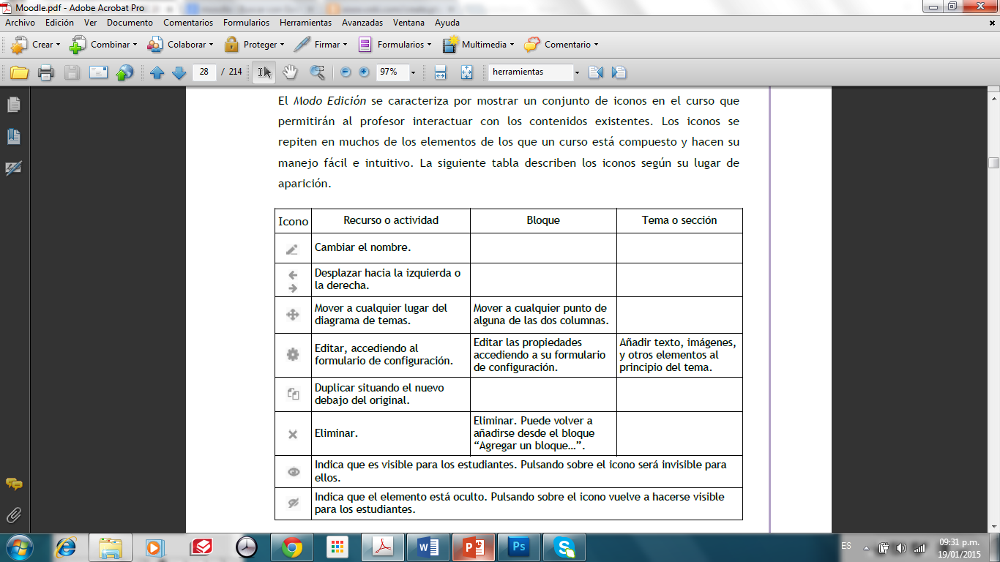 Moodle.pdf - Adobe Acrobat Pro
Archivo Edición Ver Documento Comentarios Formularios Herramientas Avanzadas Ventana Ayuda
Crear Combinar Colaborar Proteger Firmar Formularios Multimedia Comentario
28 / 214 97% herramientas
El Modo Edición se caracteriza por mostrar un conjunto de iconos en el curso que
permitirán al profesor interactuar con los contenidos existentes. Los iconos se
repiten en muchos de los elementos de los que un curso está compuesto y hacen su
manejo fácil e intuitivo. La siguiente tabla describen los iconos según su lugar de
aparición.
Icono Recurso o actividad Bloque Tema o sección
Cambiar el nombre.
Desplazar hacia la izquierda o
la derecha.
Mover a cualquier lugar del
diagrama de temas.
Mover a cualquier punto de
alguna de las dos columnas.
Editar, accediendo al
formulario de configuración.
Editar las propiedades
accediendo a su formulario
de configuración.
Añadir texto, imágenes,
y otros elementos al
principio del tema.
Duplicar situando el nuevo
debajo del original.
Eliminar.
Eliminar. Puede volver a
añadirse desde el bloque
“Agregar un bloque…”.
Indica que es visible para los estudiantes. Pulsando sobre el icono será invisible para
ellos.
Indica que el elemento está oculto. Pulsando sobre el icono vuelve a hacerse visible
para los estudiantes.
ES
09:31 p.m.
19/01/2015